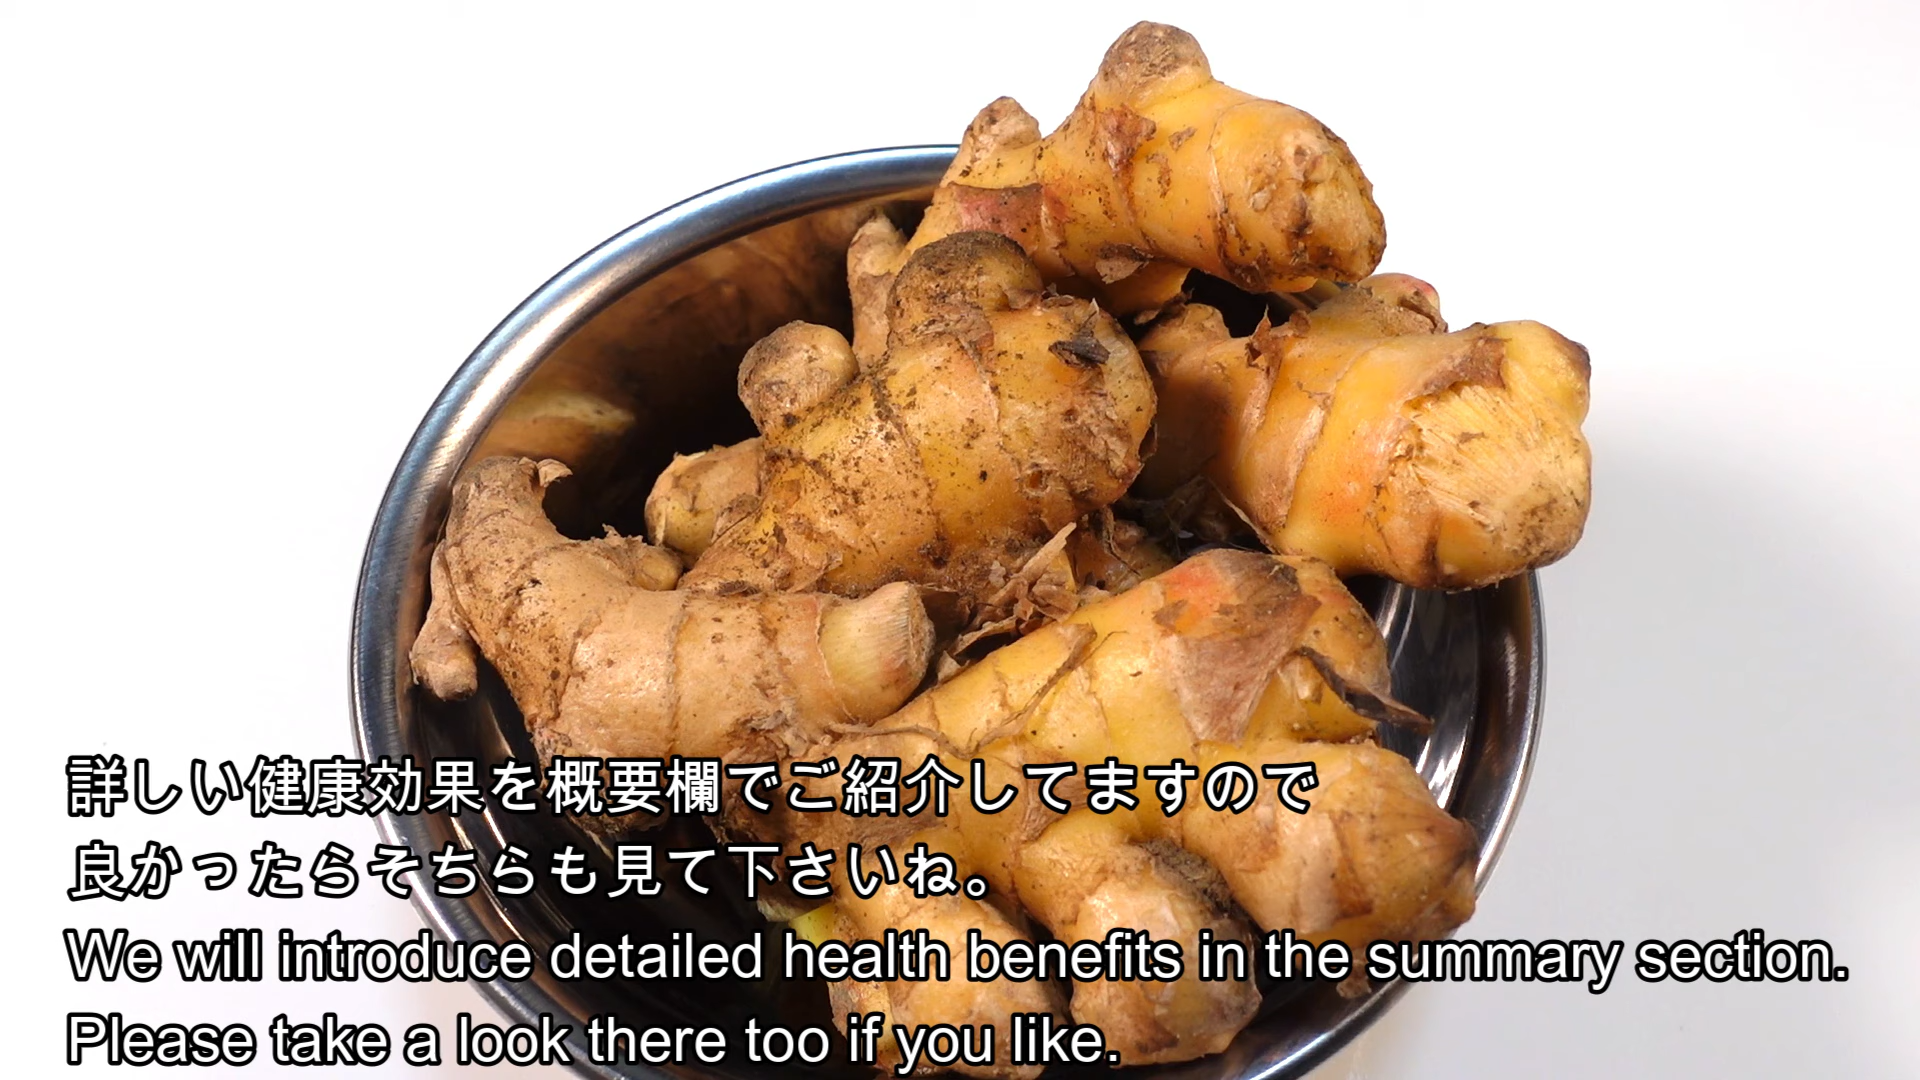 詳しい健康効果を概要欄でご紹介してますので
良かったらそちらも見て下さいね。
We will introduce detailed health benefits in the summary section.
Please take a look there too if you like.